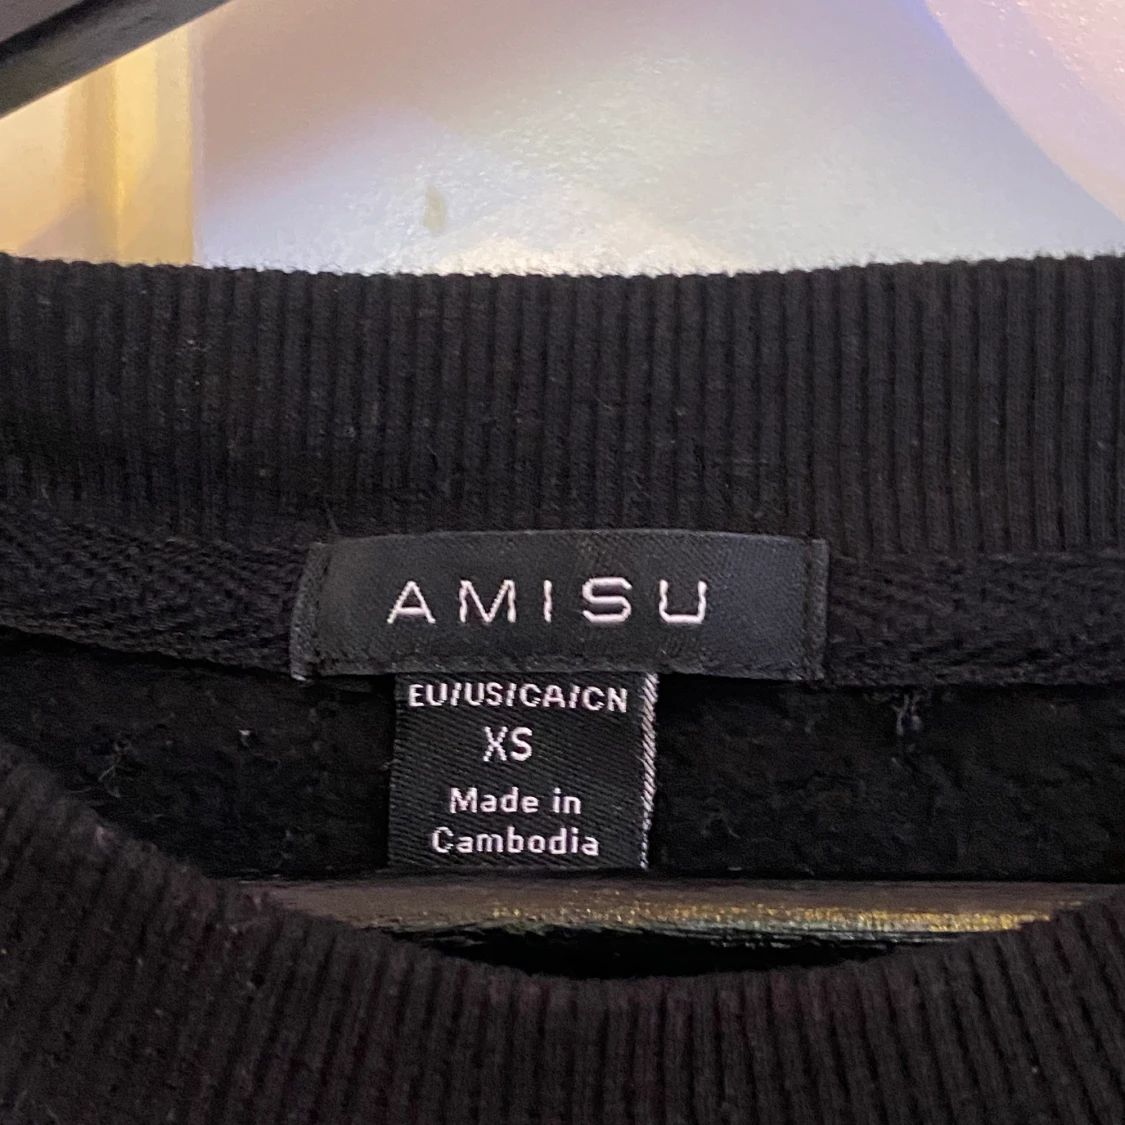 AMISU
EU/US/CA/CN
XS
Made in
Cambodia